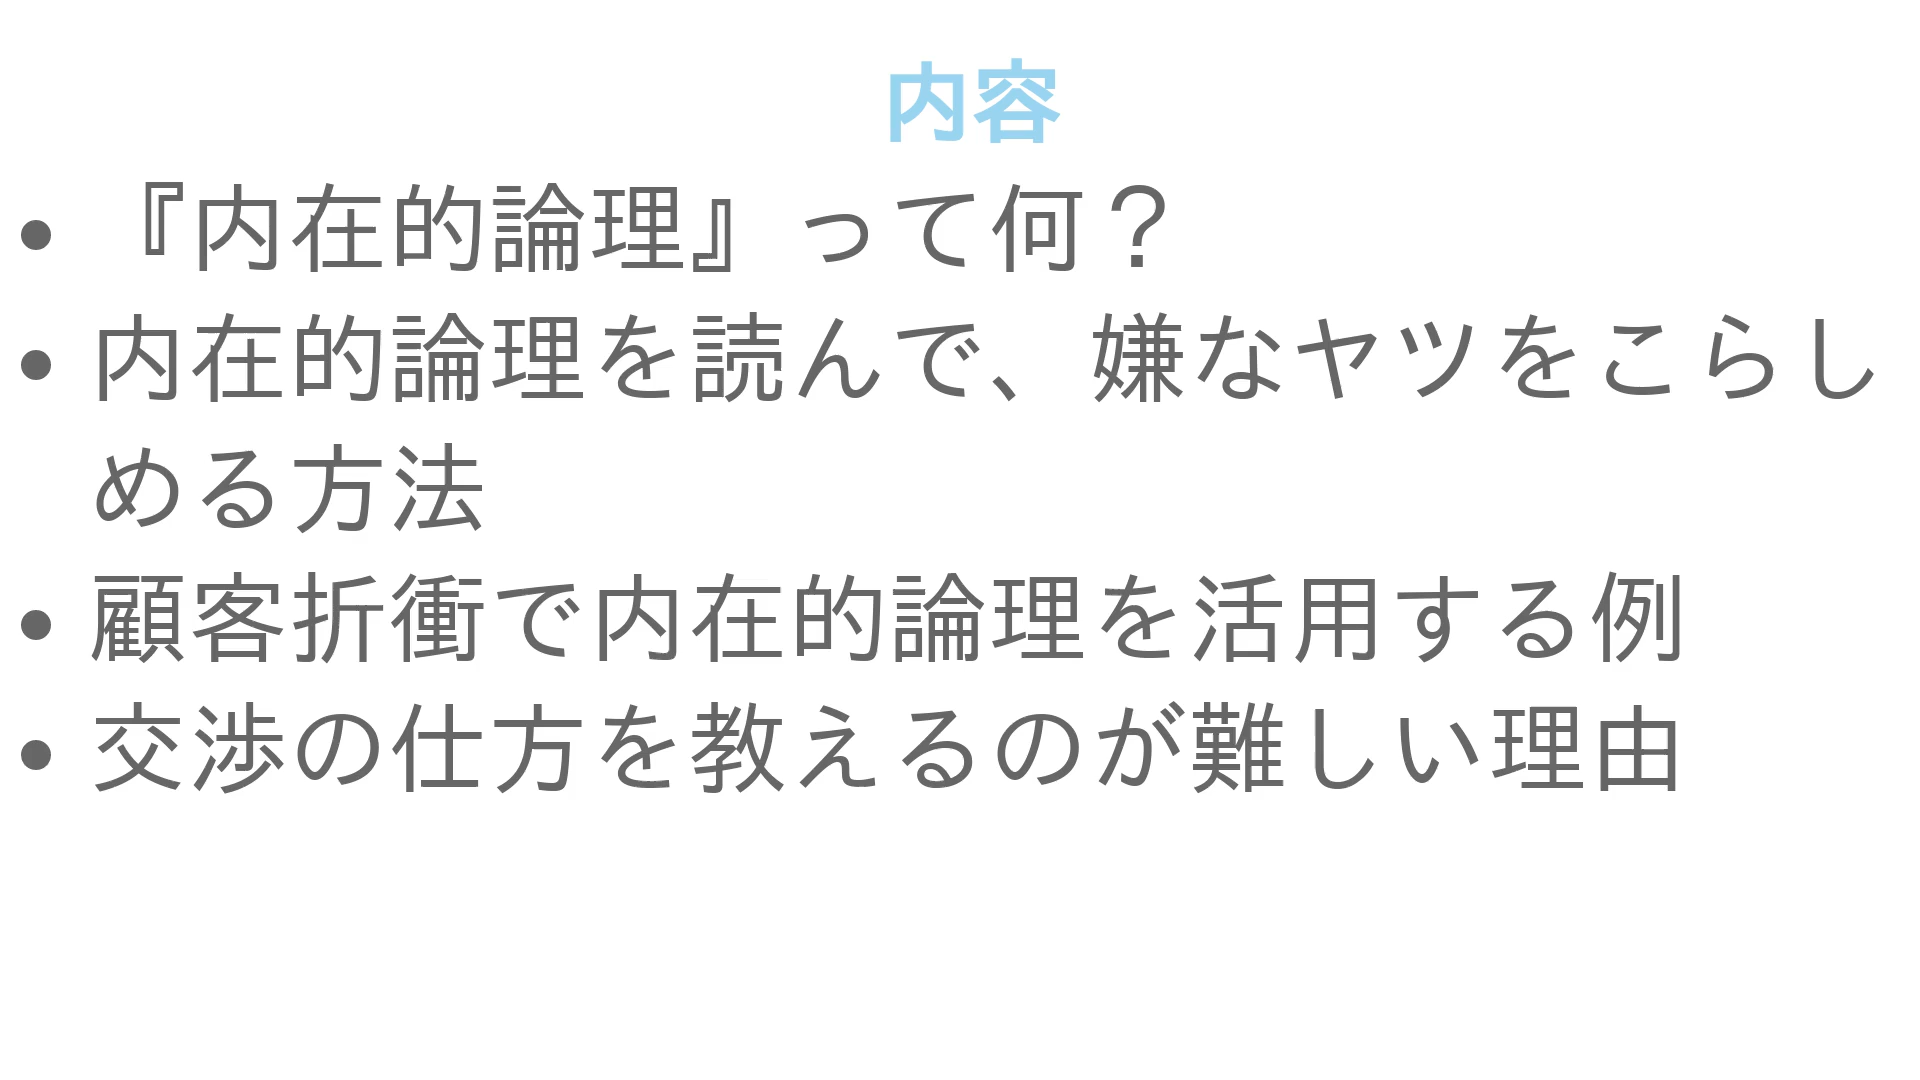 内容
• 『内在的論理』って何？
• 内在的論理を読んで、嫌なヤツをこらし
める方法
• 顧客折衝で内在的論理を活用する例
• 交渉の仕方を教えるのが難しい理由